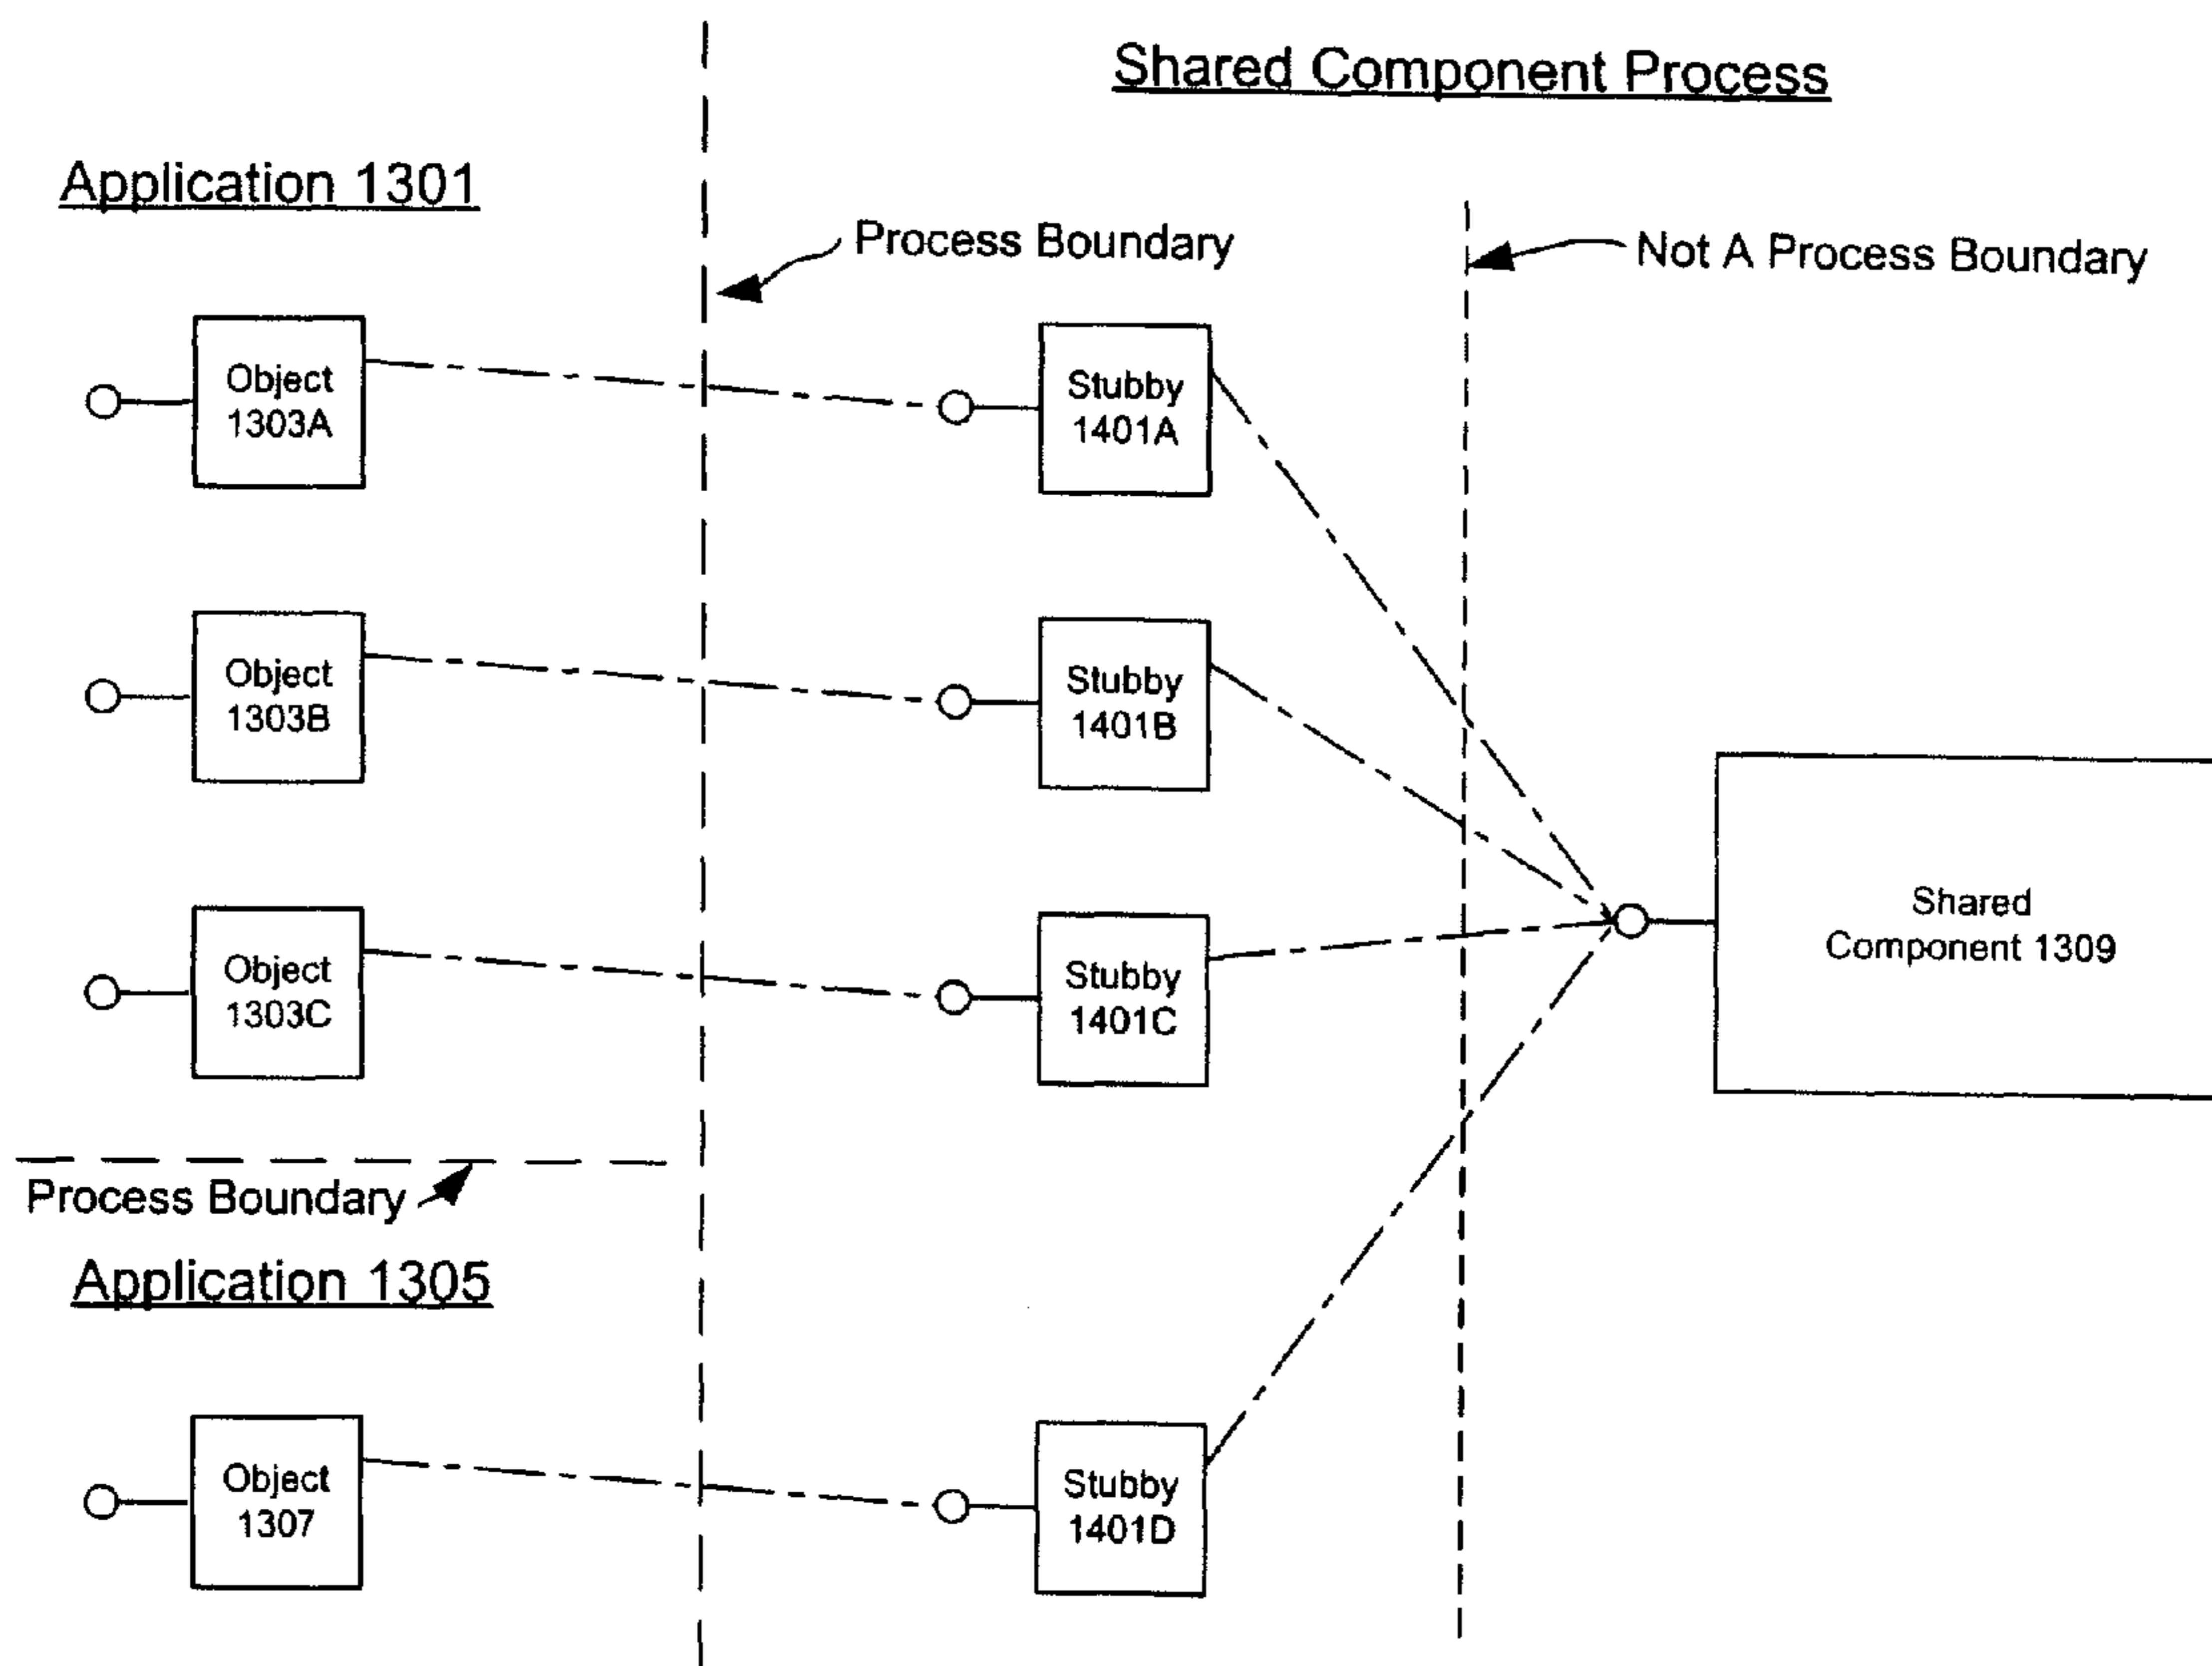 Shared Component Process
Application 1301
Process Boundary
Not A Process Boundary
Object
1303A
Stubby
1401A
Object
1303B
Stubby
1401B
Object
1303C
Stubby
1401C
Shared
Component 1309
Process Boundary
Application 1305
Object
1307
Stubby
1401D